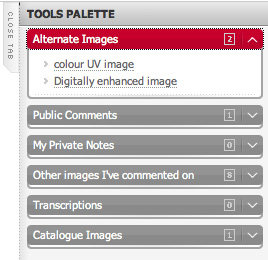 CLOSE TAB
TOOLS PALETTE
Alternate Images 2
colour UV image
Digitally enhanced image
Public Comments 1
My Private Notes 0
Other images I've commented on 8
Transcriptions 0
Catalogue Images 1